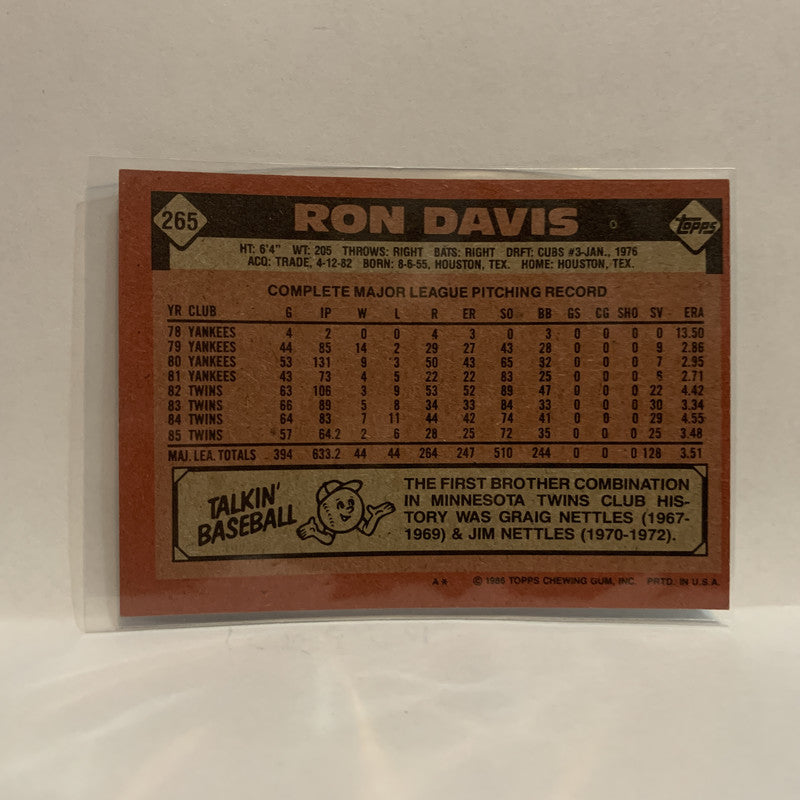 265 RON DAVIS topps
HT: 6'4" WT: 205 THROWS: RIGHT BATS: RIGHT DRFT: CUBS #3-JAN., 1976
ACQ: TRADE, 4-12-82 BORN: 8-6-55, HOUSTON, TEX. HOME: HOUSTON, TEX.
COMPLETE MAJOR LEAGUE PITCHING RECORD
YR CLUB G IP W L R ER SO BB GS CG SHO SV ERA
78 YANKEES 4 2 0 0 4 3 0 3 0 0 0 0 13.50
79 YANKEES 44 85 14 2 29 27 43 28 0 0 0 9 2.86
80 YANKEES 53 131 9 3 50 43 65 32 0 0 0 7 2.95
81 YANKEES 43 73 4 5 22 22 83 25 0 0 0 6 2.71
82 TWINS 63 106 3 9 53 52 89 47 0 0 0 22 4.42
83 TWINS 66 89 5 8 34 33 84 33 0 0 0 30 3.34
84 TWINS 64 83 7 11 44 42 74 41 0 0 0 29 4.55
85 TWINS 57 64.2 2 6 28 25 72 35 0 0 0 25 3.48
MAJ. LEA. TOTALS 394 633.2 44 44 264 247 510 244 0 0 0 128 3.51
TALKIN'
BASEBALL
THE FIRST BROTHER COMBINATION
IN MINNESOTA TWINS CLUB HIS-
TORY WAS GRAIG NETTLES (1967-
1969) & JIM NETTLES (1970-1972).
A★ © 1986 TOPPS CHEWING GUM, INC. PRTD. IN U.S.A.